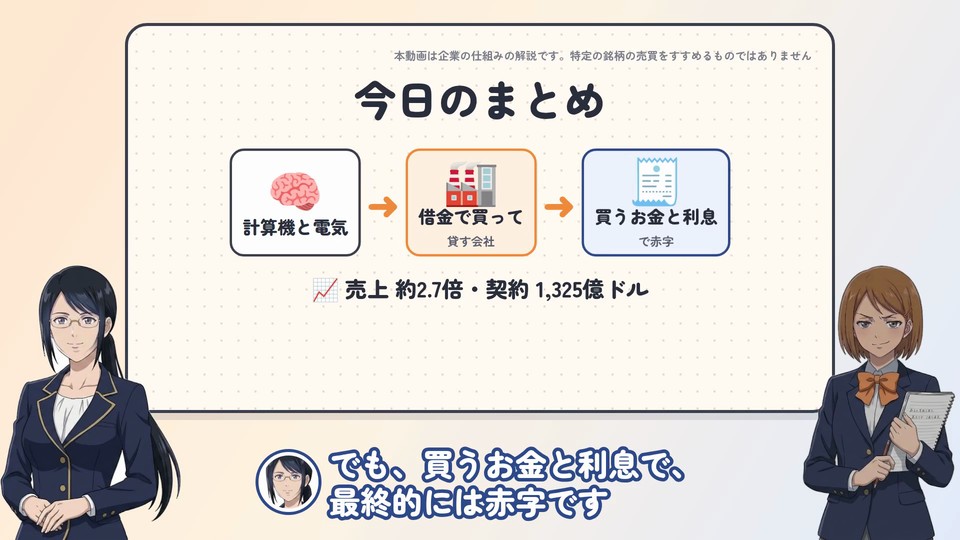 本動画は企業の仕組みの解説です。特定の銘柄の売買をすすめるものではありません
今日のまとめ
計算機と電気
借金で買って
貸す会社
買うお金と利息
で赤字
売上 約2.7倍・契約 1,325億ドル
でも、買うお金と利息で、
最終的には赤字です